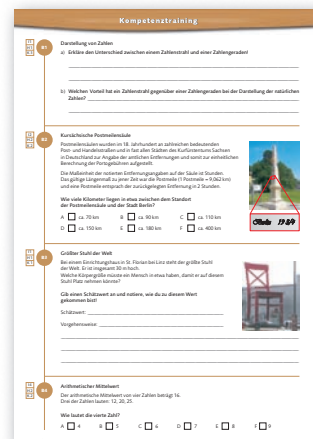 Kompetenztraining
81
Darstellung von Zahlen
a) Erkläre den Unterschied zwischen einem Zahlenstrahl und einer Zahlengeraden!
b) Welchen Vorteil hat ein Zahlenstrahl gegenüber einer Zahlengeraden bei der Darstellung der natürlichen
Zahlen?
82
Kursächsische Postmeilensäule
Postmeilensäulen wurden im 18. Jahrhundert an zahlreichen bedeutenden
Post- und Handelsstraßen und in fast allen Städten des Kurfürstentums Sachsen
in Deutschland zur Angabe der amtlichen Entfernungen und somit zur einheitlichen
Berechnung der Portogebühren aufgestellt.
Die Maßeinheit der notierten Entfernungsangaben auf der Säule ist Stunden.
Das gültige Längenmaß zu jener Zeit war die Postmeile (1 Postmeile = 9,062 km)
und eine Postmeile entsprach der zurückgelegten Entfernung in 2 Stunden.
Wie viele Kilometer liegen in etwa zwischen dem Standort
der Postmeilensäule und der Stadt Berlin?
A ca. 70 km B ca. 90 km C ca. 110 km
D ca. 150 km E ca. 180 km F ca. 400 km
83
Größter Stuhl der Welt
Bei einem Einrichtungshaus in St. Florian bei Linz steht der größte Stuhl
der Welt. Er ist insgesamt 30 m hoch.
Welche Körpergröße müsste ein Mensch in etwa haben, damit er auf diesem
Stuhl Platz nehmen könnte?
Gib einen Schätzwert an und notiere, wie du zu diesem Wert
gekommen bist!
Schätzwert:
Vorgehensweise:
84
Arithmetischer Mittelwert
Der arithmetische Mittelwert von vier Zahlen beträgt 16.
Drei der Zahlen lauten: 12, 20, 25.
Wie lautet die vierte Zahl?
A 4 B 5 C 6 D 7 E 8 F 9